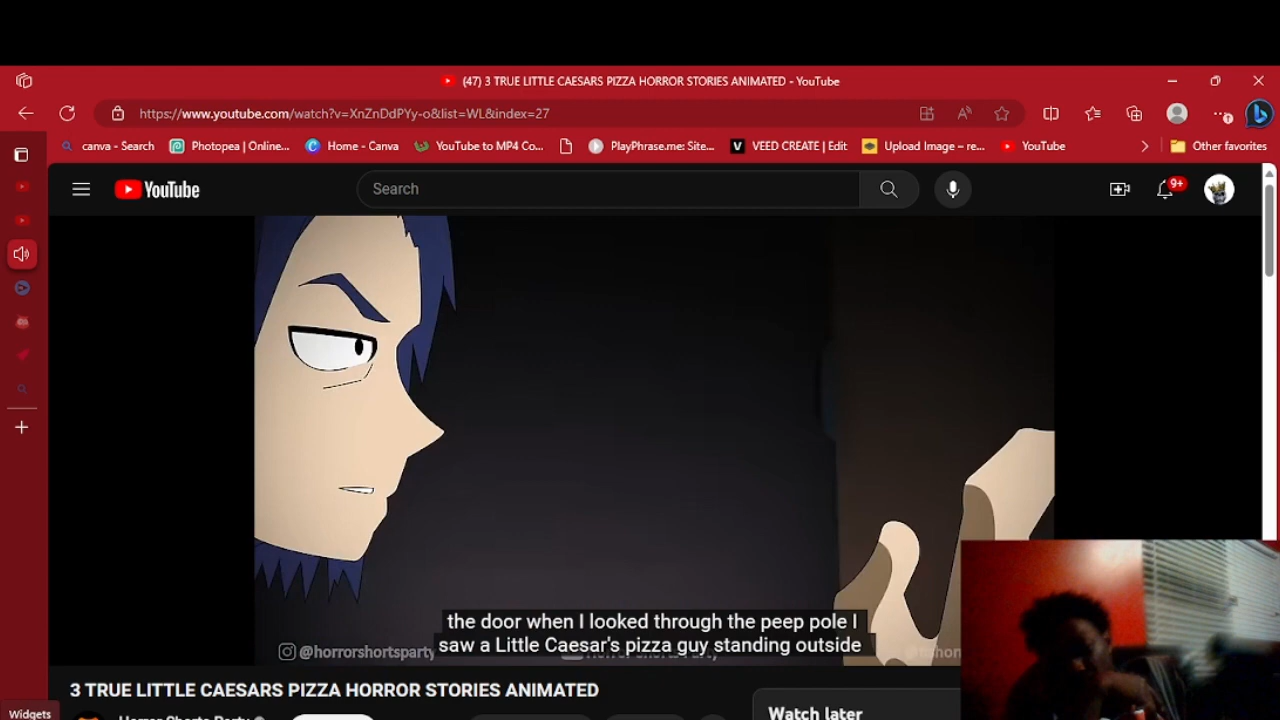 (47) 3 TRUE LITTLE CAESARS PIZZA HORROR STORIES ANIMATED - YouTube
https://www.youtube.com/watch?v=XnZnDdPYy-o&list=WL&index=27
canva - Search
Photopea | Online...
Home - Canva
YouTube to MP4 Co...
PlayPhrase.me: Site...
VEED CREATE | Edit
Upload Image – re...
YouTube
Other favorites
YouTube
Search
9+
the door when I looked through the peep pole I
saw a Little Caesar's pizza guy standing outside
@horrorshortsparty
3 TRUE LITTLE CAESARS PIZZA HORROR STORIES ANIMATED
Horror Shorts Party
Watch later
Widgets